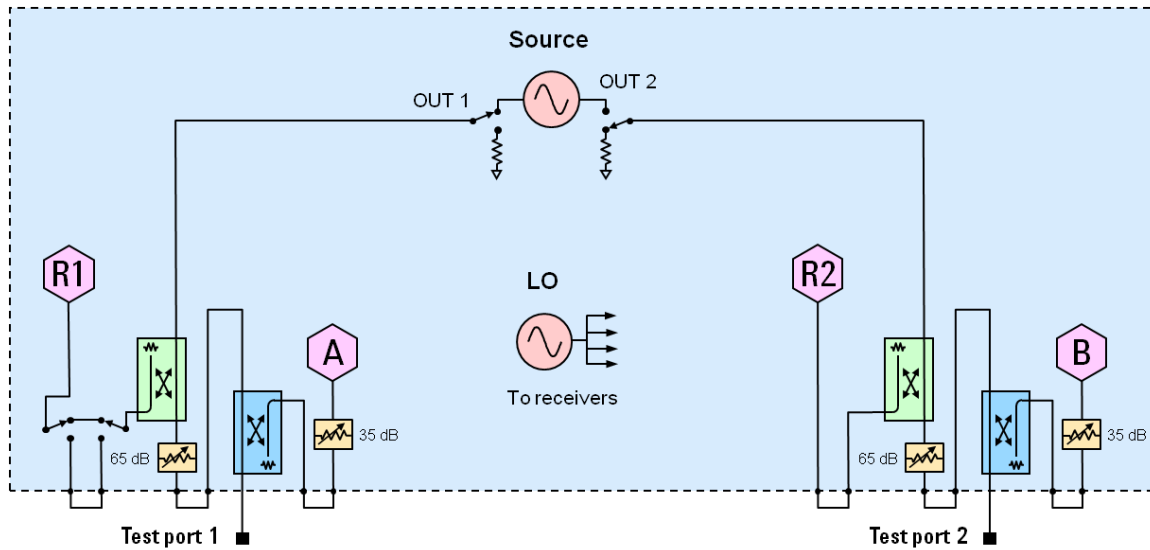 Source
OUT 1
OUT 2
R1
R2
LO
A
B
To receivers
65 dB
35 dB
65 dB
35 dB
Test port 1
Test port 2